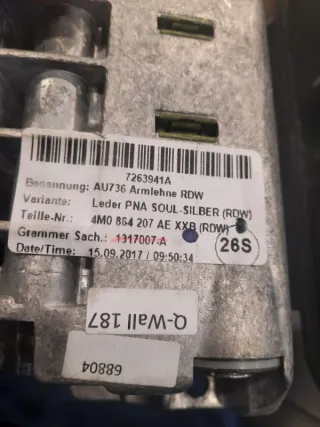 7263941A
Benennung: AU736 Armlehne RDW
Variante: Leder PNA SOUL-SILBER (RDW)
Teille-Nr.: 4M0 864 207 AE XXB (RDW)
Grammer Sach.: 1317007-A
Date/Time: 15.09.2017 / 09:50:34
26S
Q-Wall 187
68804